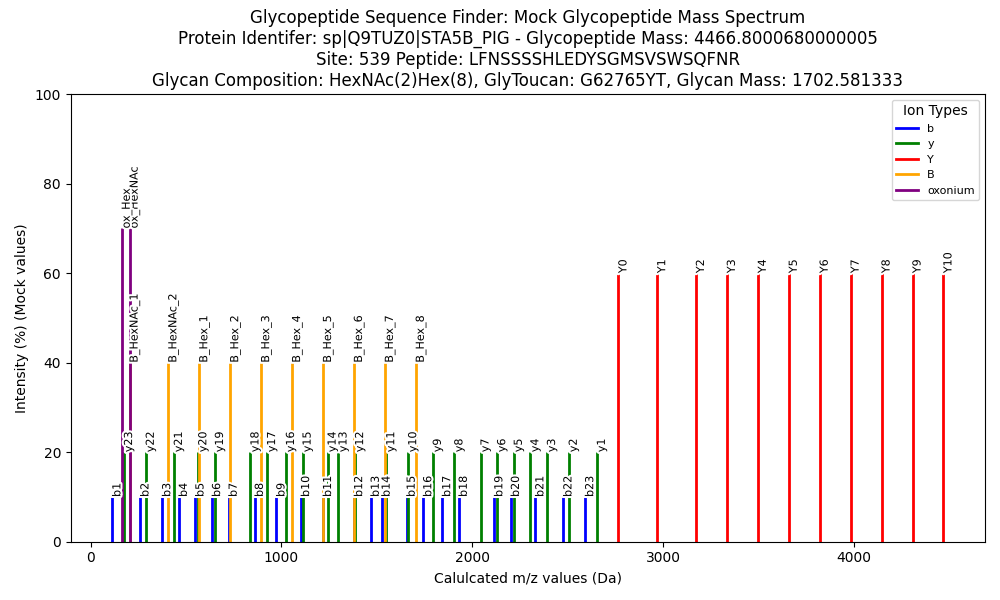 Glycopeptide Sequence Finder: Mock Glycopeptide Mass Spectrum
Protein Identifer: sp|Q9TUZ0|STA5B_PIG - Glycopeptide Mass: 4466.8000680000005
Site: 539 Peptide: LFNSSSSHLEDYSGMSVSWSQFNR
Glycan Composition: HexNAc(2)Hex(8), GlyToucan: G62765YT, Glycan Mass: 1702.581333
Intensity (%) (Mock values)
100
80
60
40
20
0
Ion Types
b
y
Y
B
oxonium
ox_Hex
ox_HexNAc
Y0
Y1
Y2
Y3
Y4
Y5
Y6
Y7
Y8
Y9
Y10
B_HexNAc_1
B_HexNAc_2
B_Hex_1
B_Hex_2
B_Hex_3
B_Hex_4
B_Hex_5
B_Hex_6
B_Hex_7
B_Hex_8
y23
y22
y21
y20
y19
y18
y17
y16
y15
y14
y13
y12
y11
y10
y9
y8
y7
y6
y5
y4
y3
y2
y1
b1
b2
b3
b4
b5
b6
b7
b8
b9
b10
b11
b12
b13
b14
b15
b16
b17
b18
b19
b20
b21
b22
b23
0
1000
2000
3000
4000
Calulcated m/z values (Da)